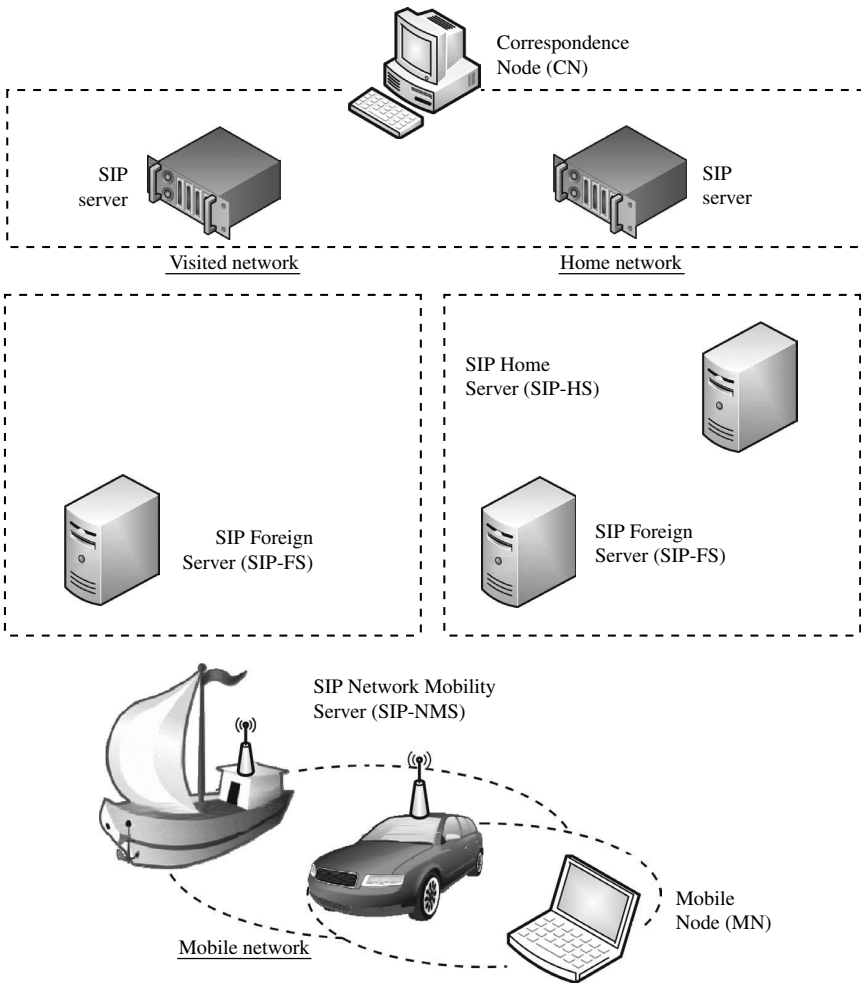 Correspondence
Node (CN)
SIP
server
SIP
server
Visited network
Home network
SIP Home
Server (SIP-HS)
SIP Foreign
Server (SIP-FS)
SIP Foreign
Server (SIP-FS)
SIP Network Mobility
Server (SIP-NMS)
Mobile
Node (MN)
Mobile network